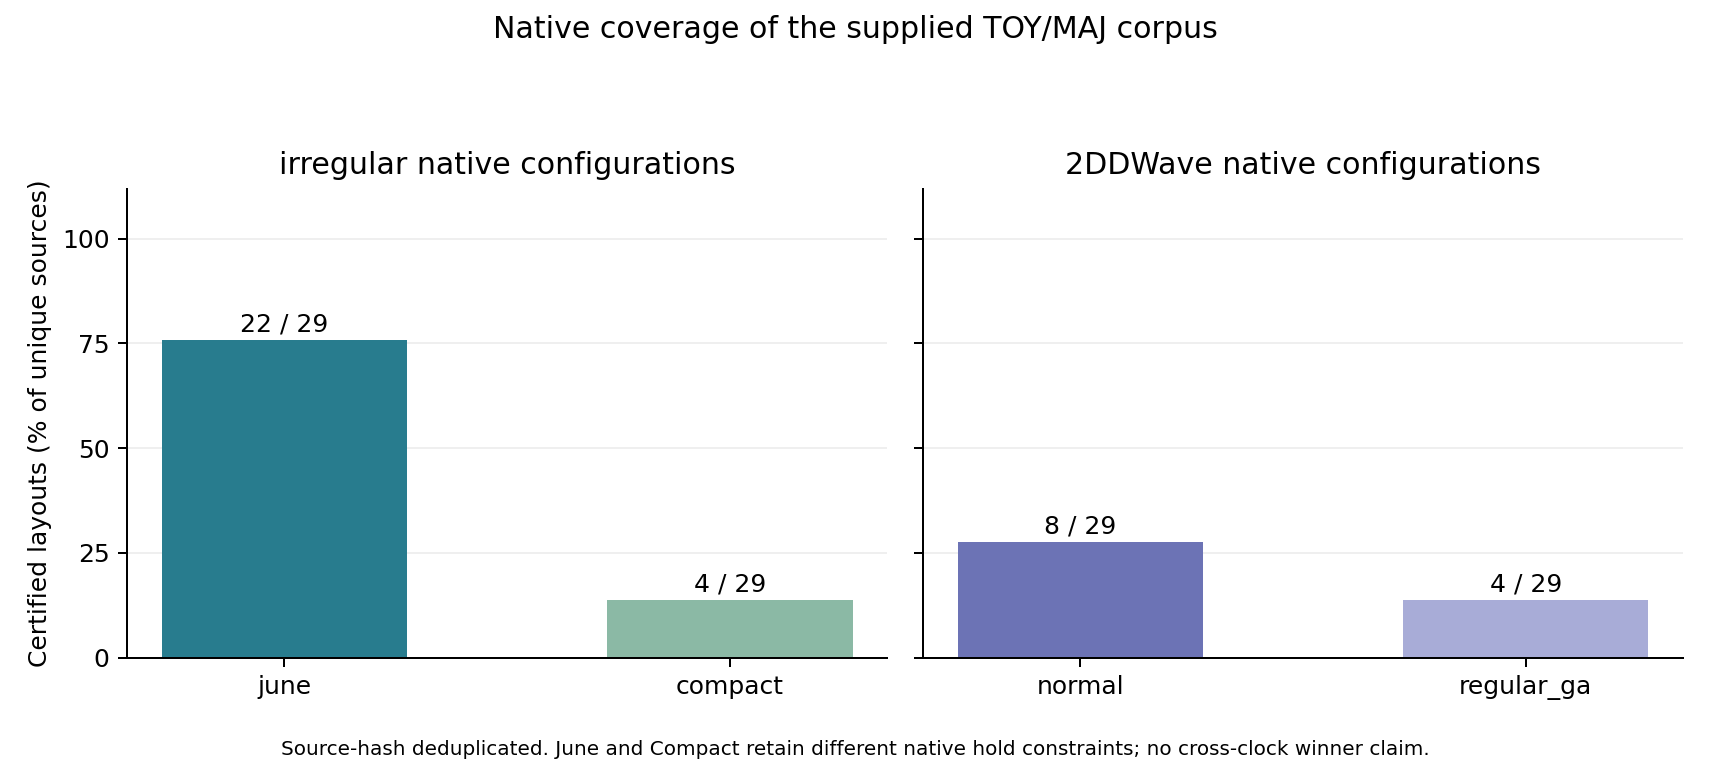 Native coverage of the supplied TOY/MAJ corpus
irregular native configurations
Certified layouts (% of unique sources)
100
75
50
25
0
22 / 29
4 / 29
june
compact
2DDWave native configurations
8 / 29
4 / 29
normal
regular_ga
Source-hash deduplicated. June and Compact retain different native hold constraints; no cross-clock winner claim.